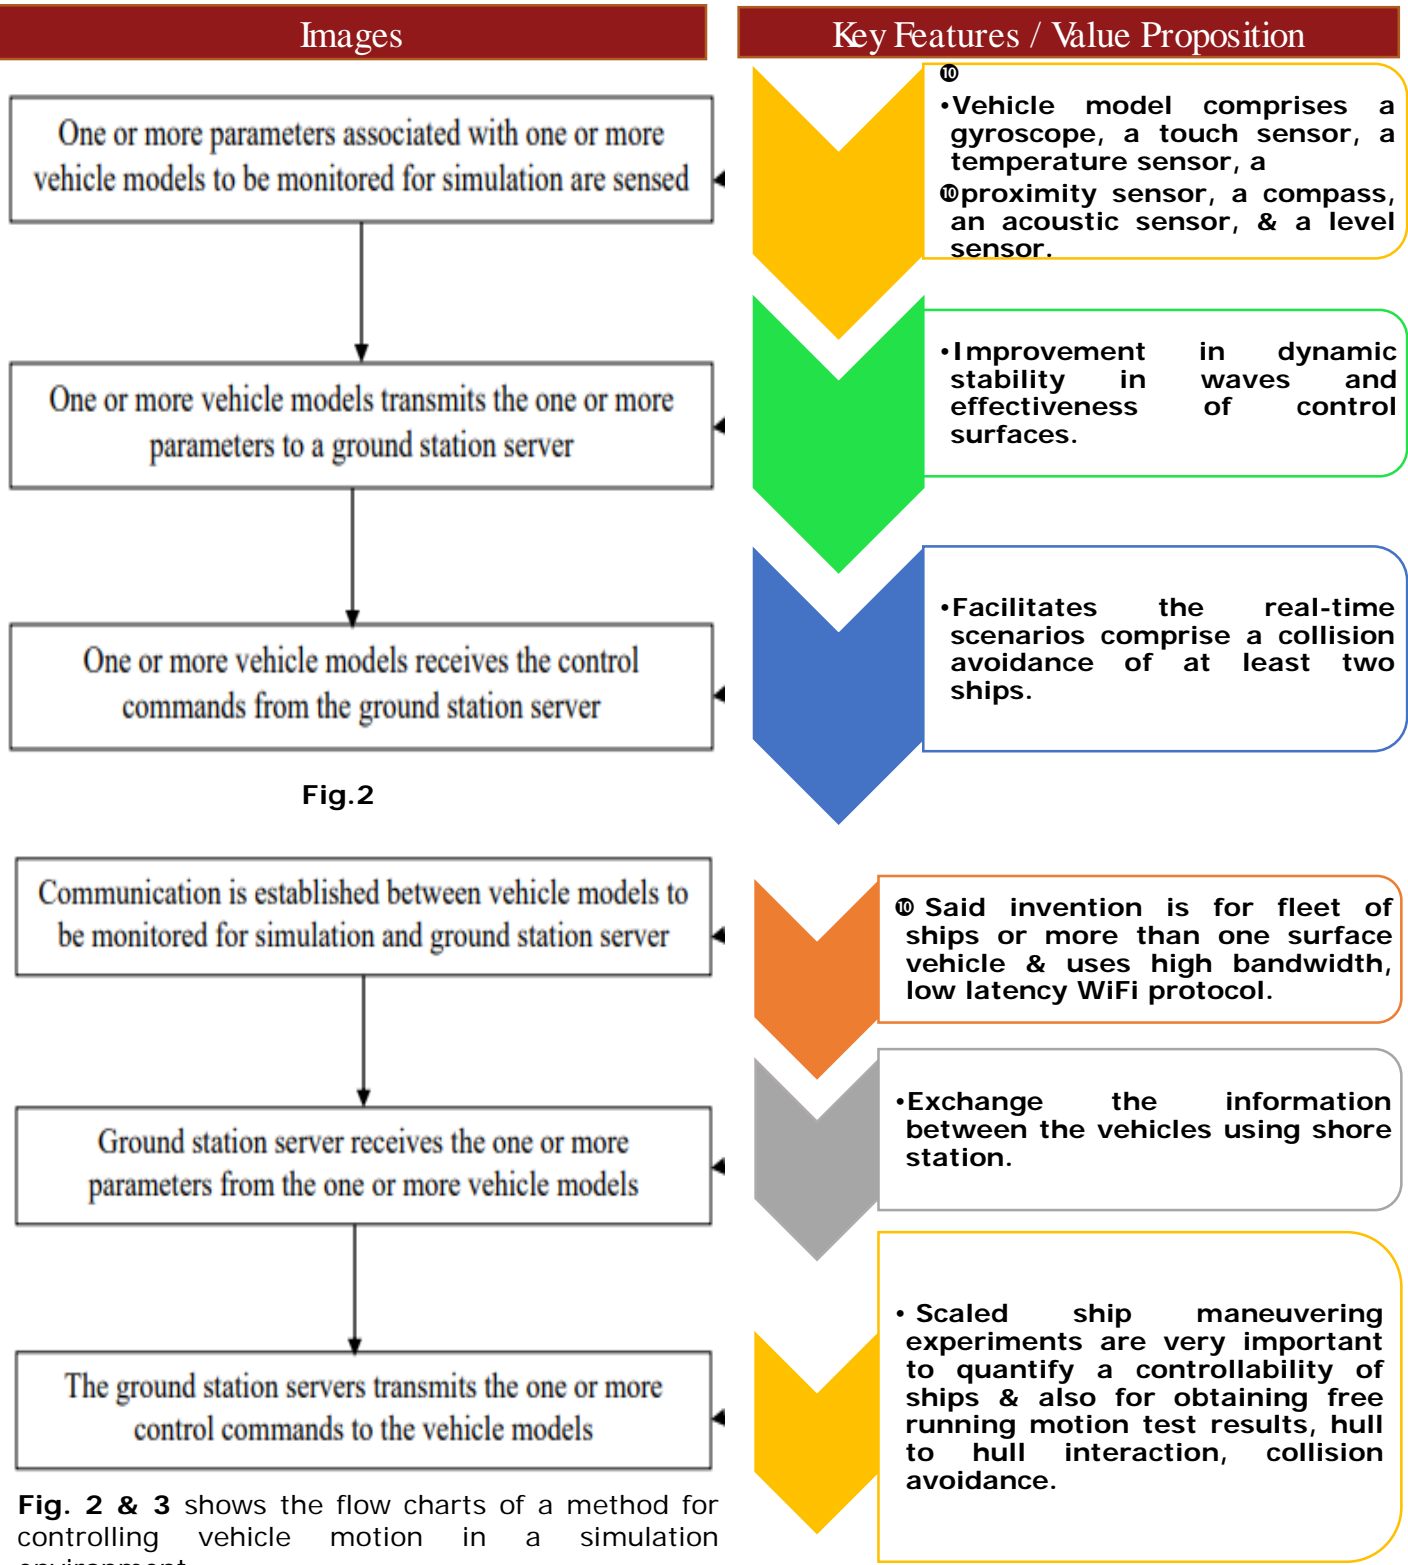 Images
One or more parameters associated with one or more
vehicle models to be monitored for simulation are sensed
One or more vehicle models transmits the one or more
parameters to a ground station server
One or more vehicle models receives the control
commands from the ground station server
Fig.2
Communication is established between vehicle models to
be monitored for simulation and ground station server
Ground station server receives the one or more
parameters from the one or more vehicle models
The ground station servers transmits the one or more
control commands to the vehicle models
Fig. 2 & 3 shows the flow charts of a method for
controlling vehicle motion in a simulation
environment
Key Features / Value Proposition
❿
•Vehicle model comprises a
gyroscope, a touch sensor, a
temperature sensor, a
❿proximity sensor, a compass,
an acoustic sensor, & a level
sensor.
•Improvement in dynamic
stability in waves and
effectiveness of control
surfaces.
•Facilitates the real-time
scenarios comprise a collision
avoidance of at least two
ships.
❿ Said invention is for fleet of
ships or more than one surface
vehicle & uses high bandwidth,
low latency WiFi protocol.
•Exchange the information
between the vehicles using shore
station.
• Scaled ship maneuvering
experiments are very important
to quantify a controllability of
ships & also for obtaining free
running motion test results, hull
to hull interaction, collision
avoidance.